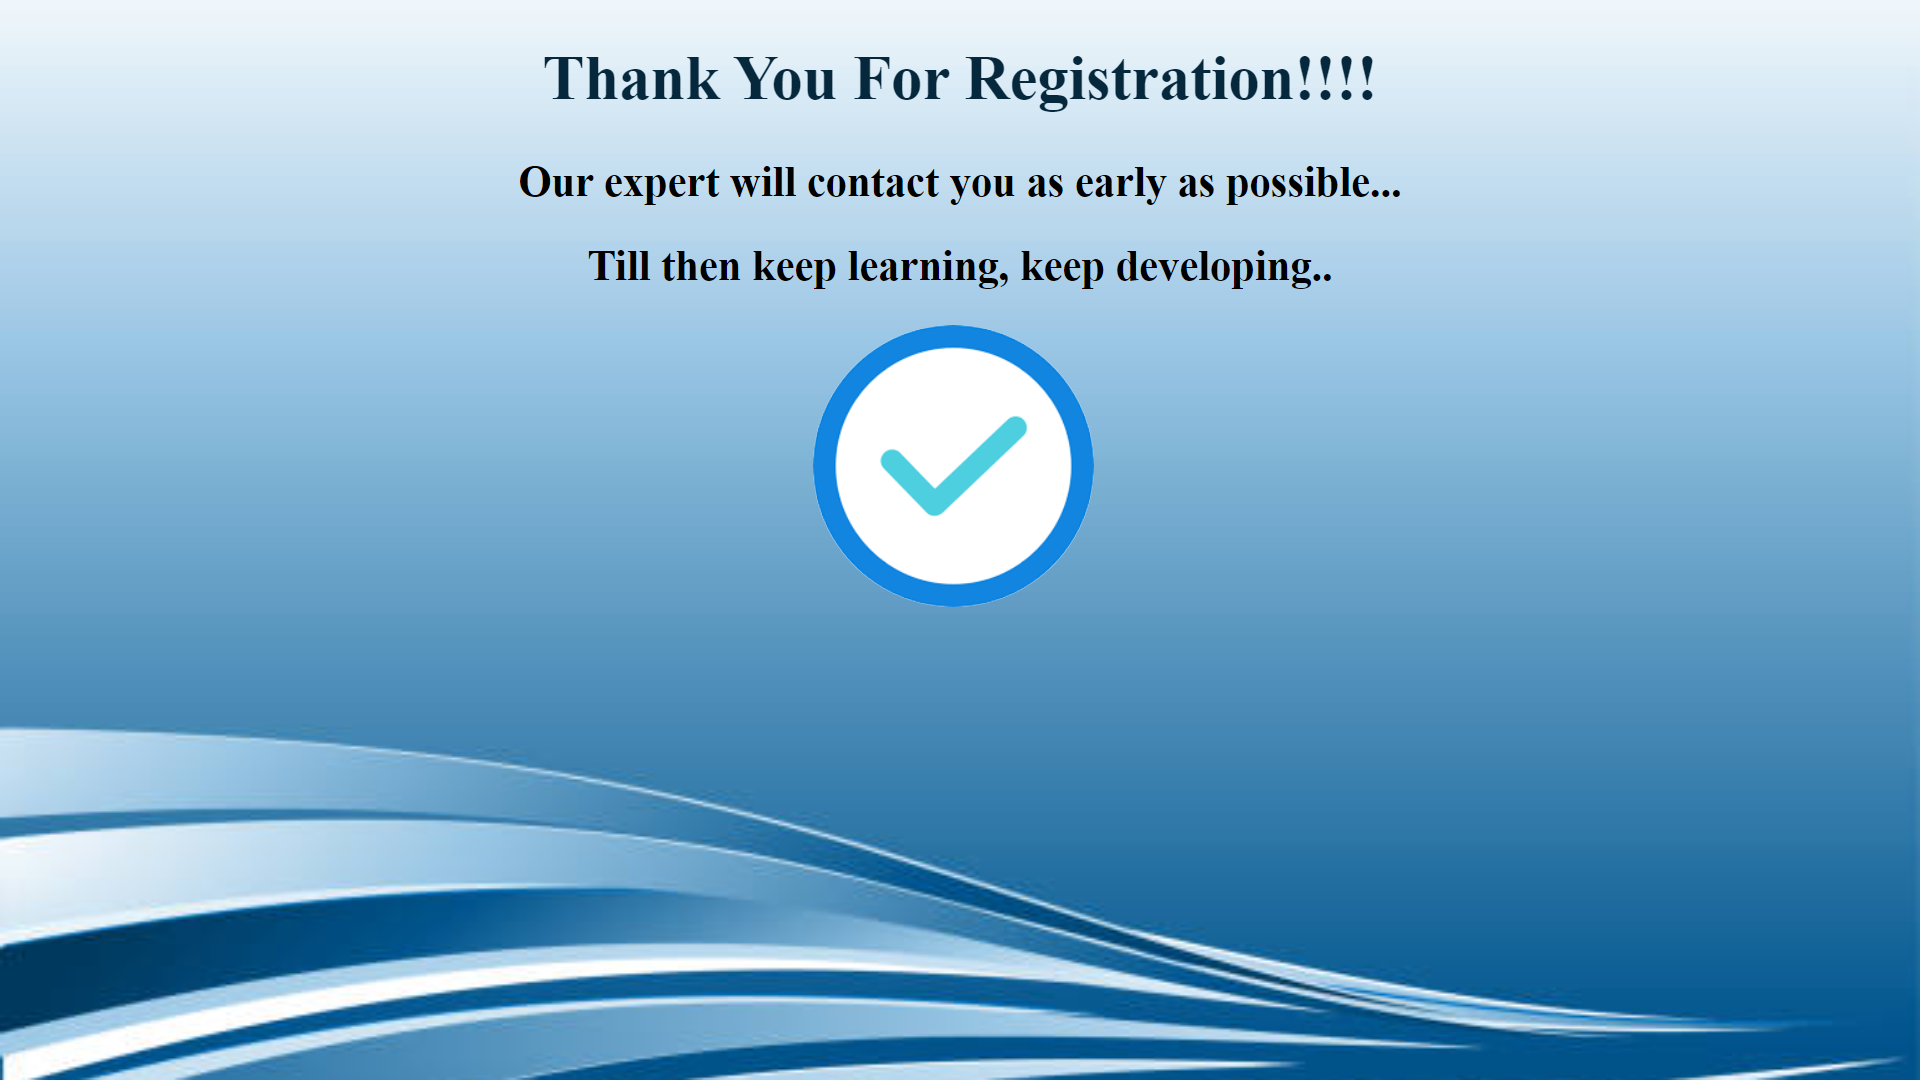 Thank You For Registration!!!!
Our expert will contact you as early as possible...
Till then keep learning, keep developing..